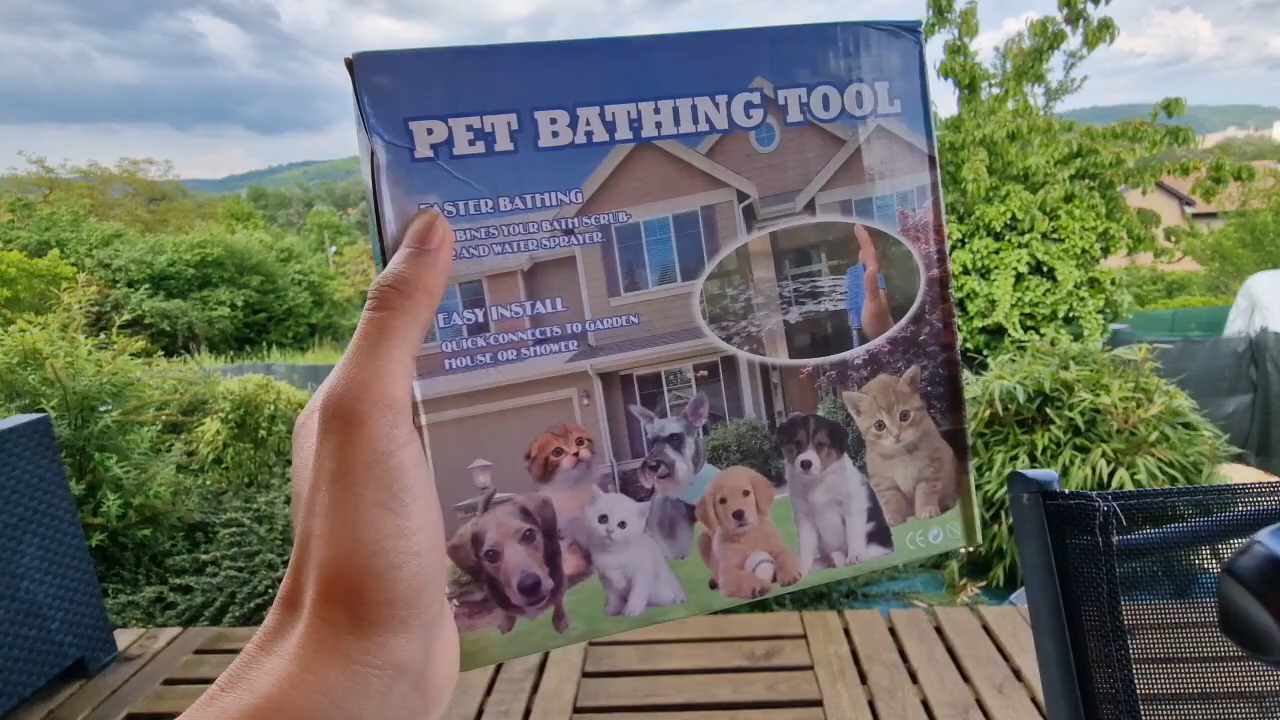 PET BATHING TOOL
ASTER BATHING
BINES YOUR BATH SCRUB-
AND WATER SPRAYER.
EASY INSTALL
QUICK-CONNECTS TO GARDEN
HOUSE OR SHOWER
CE